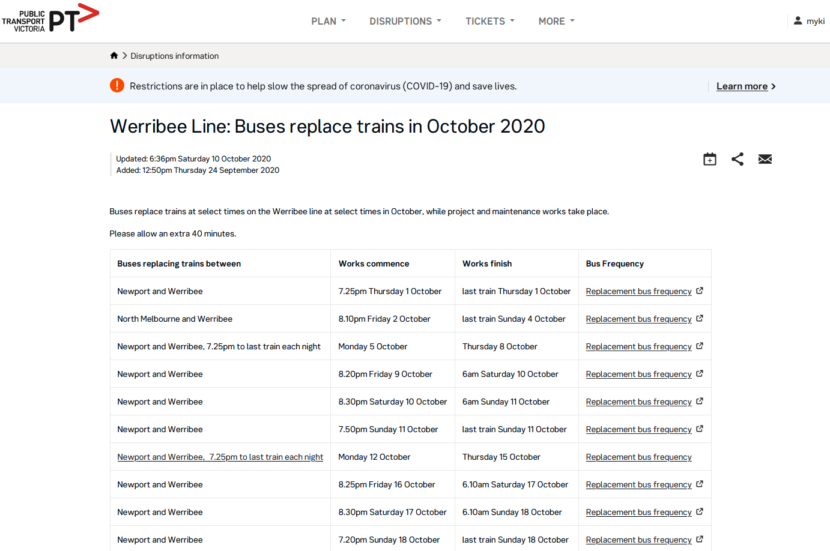 PUBLIC
TRANSPORT
VICTORIA
PT
PLAN
DISRUPTIONS
TICKETS
MORE
myki
Disruptions information
Restrictions are in place to help slow the spread of coronavirus (COVID-19) and save lives.
Learn more
Werribee Line: Buses replace trains in October 2020
Updated: 6:36pm Saturday 10 October 2020
Added: 12:50pm Thursday 24 September 2020
Buses replace trains at select times on the Werribee line at select times in October, while project and maintenance works take place.
Please allow an extra 40 minutes.
Buses replacing trains between Works commence Works finish Bus Frequency
Newport and Werribee 7.25pm Thursday 1 October last train Thursday 1 October Replacement bus frequency
North Melbourne and Werribee 8.10pm Friday 2 October last train Sunday 4 October Replacement bus frequency
Newport and Werribee, 7.25pm to last train each night Monday 5 October Thursday 8 October Replacement bus frequency
Newport and Werribee 8.20pm Friday 9 October 6am Saturday 10 October Replacement bus frequency
Newport and Werribee 8.30pm Saturday 10 October 6am Sunday 11 October Replacement bus frequency
Newport and Werribee 7.50pm Sunday 11 October last train Sunday 11 October Replacement bus frequency
Newport and Werribee, 7.25pm to last train each night Monday 12 October Thursday 15 October Replacement bus frequency
Newport and Werribee 8.25pm Friday 16 October 6.10am Saturday 17 October Replacement bus frequency
Newport and Werribee 8.30pm Saturday 17 October 6.10am Sunday 18 October Replacement bus frequency
Newport and Werribee 7.20pm Sunday 18 October last train Sunday 18 October Replacement bus frequency